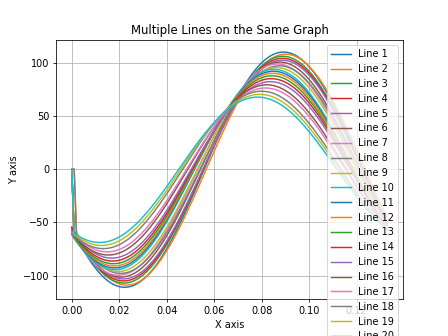 Multiple Lines on the Same Graph
Y axis
100
50
0
−50
−100
0.00
0.02
0.04
0.06
0.08
0.10
X axis
Line 1
Line 2
Line 3
Line 4
Line 5
Line 6
Line 7
Line 8
Line 9
Line 10
Line 11
Line 12
Line 13
Line 14
Line 15
Line 16
Line 17
Line 18
Line 19
Line 20